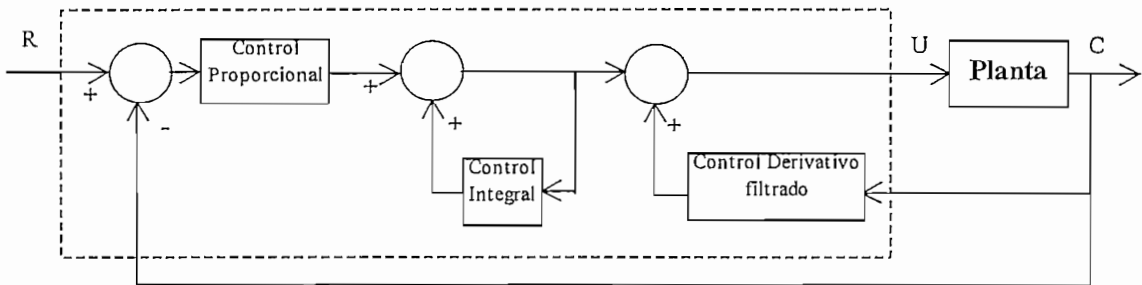 R
Control
Proporcional
U
Planta
C
+
-
+
+
Control
Integral
+
Control Derivativo
filtrado